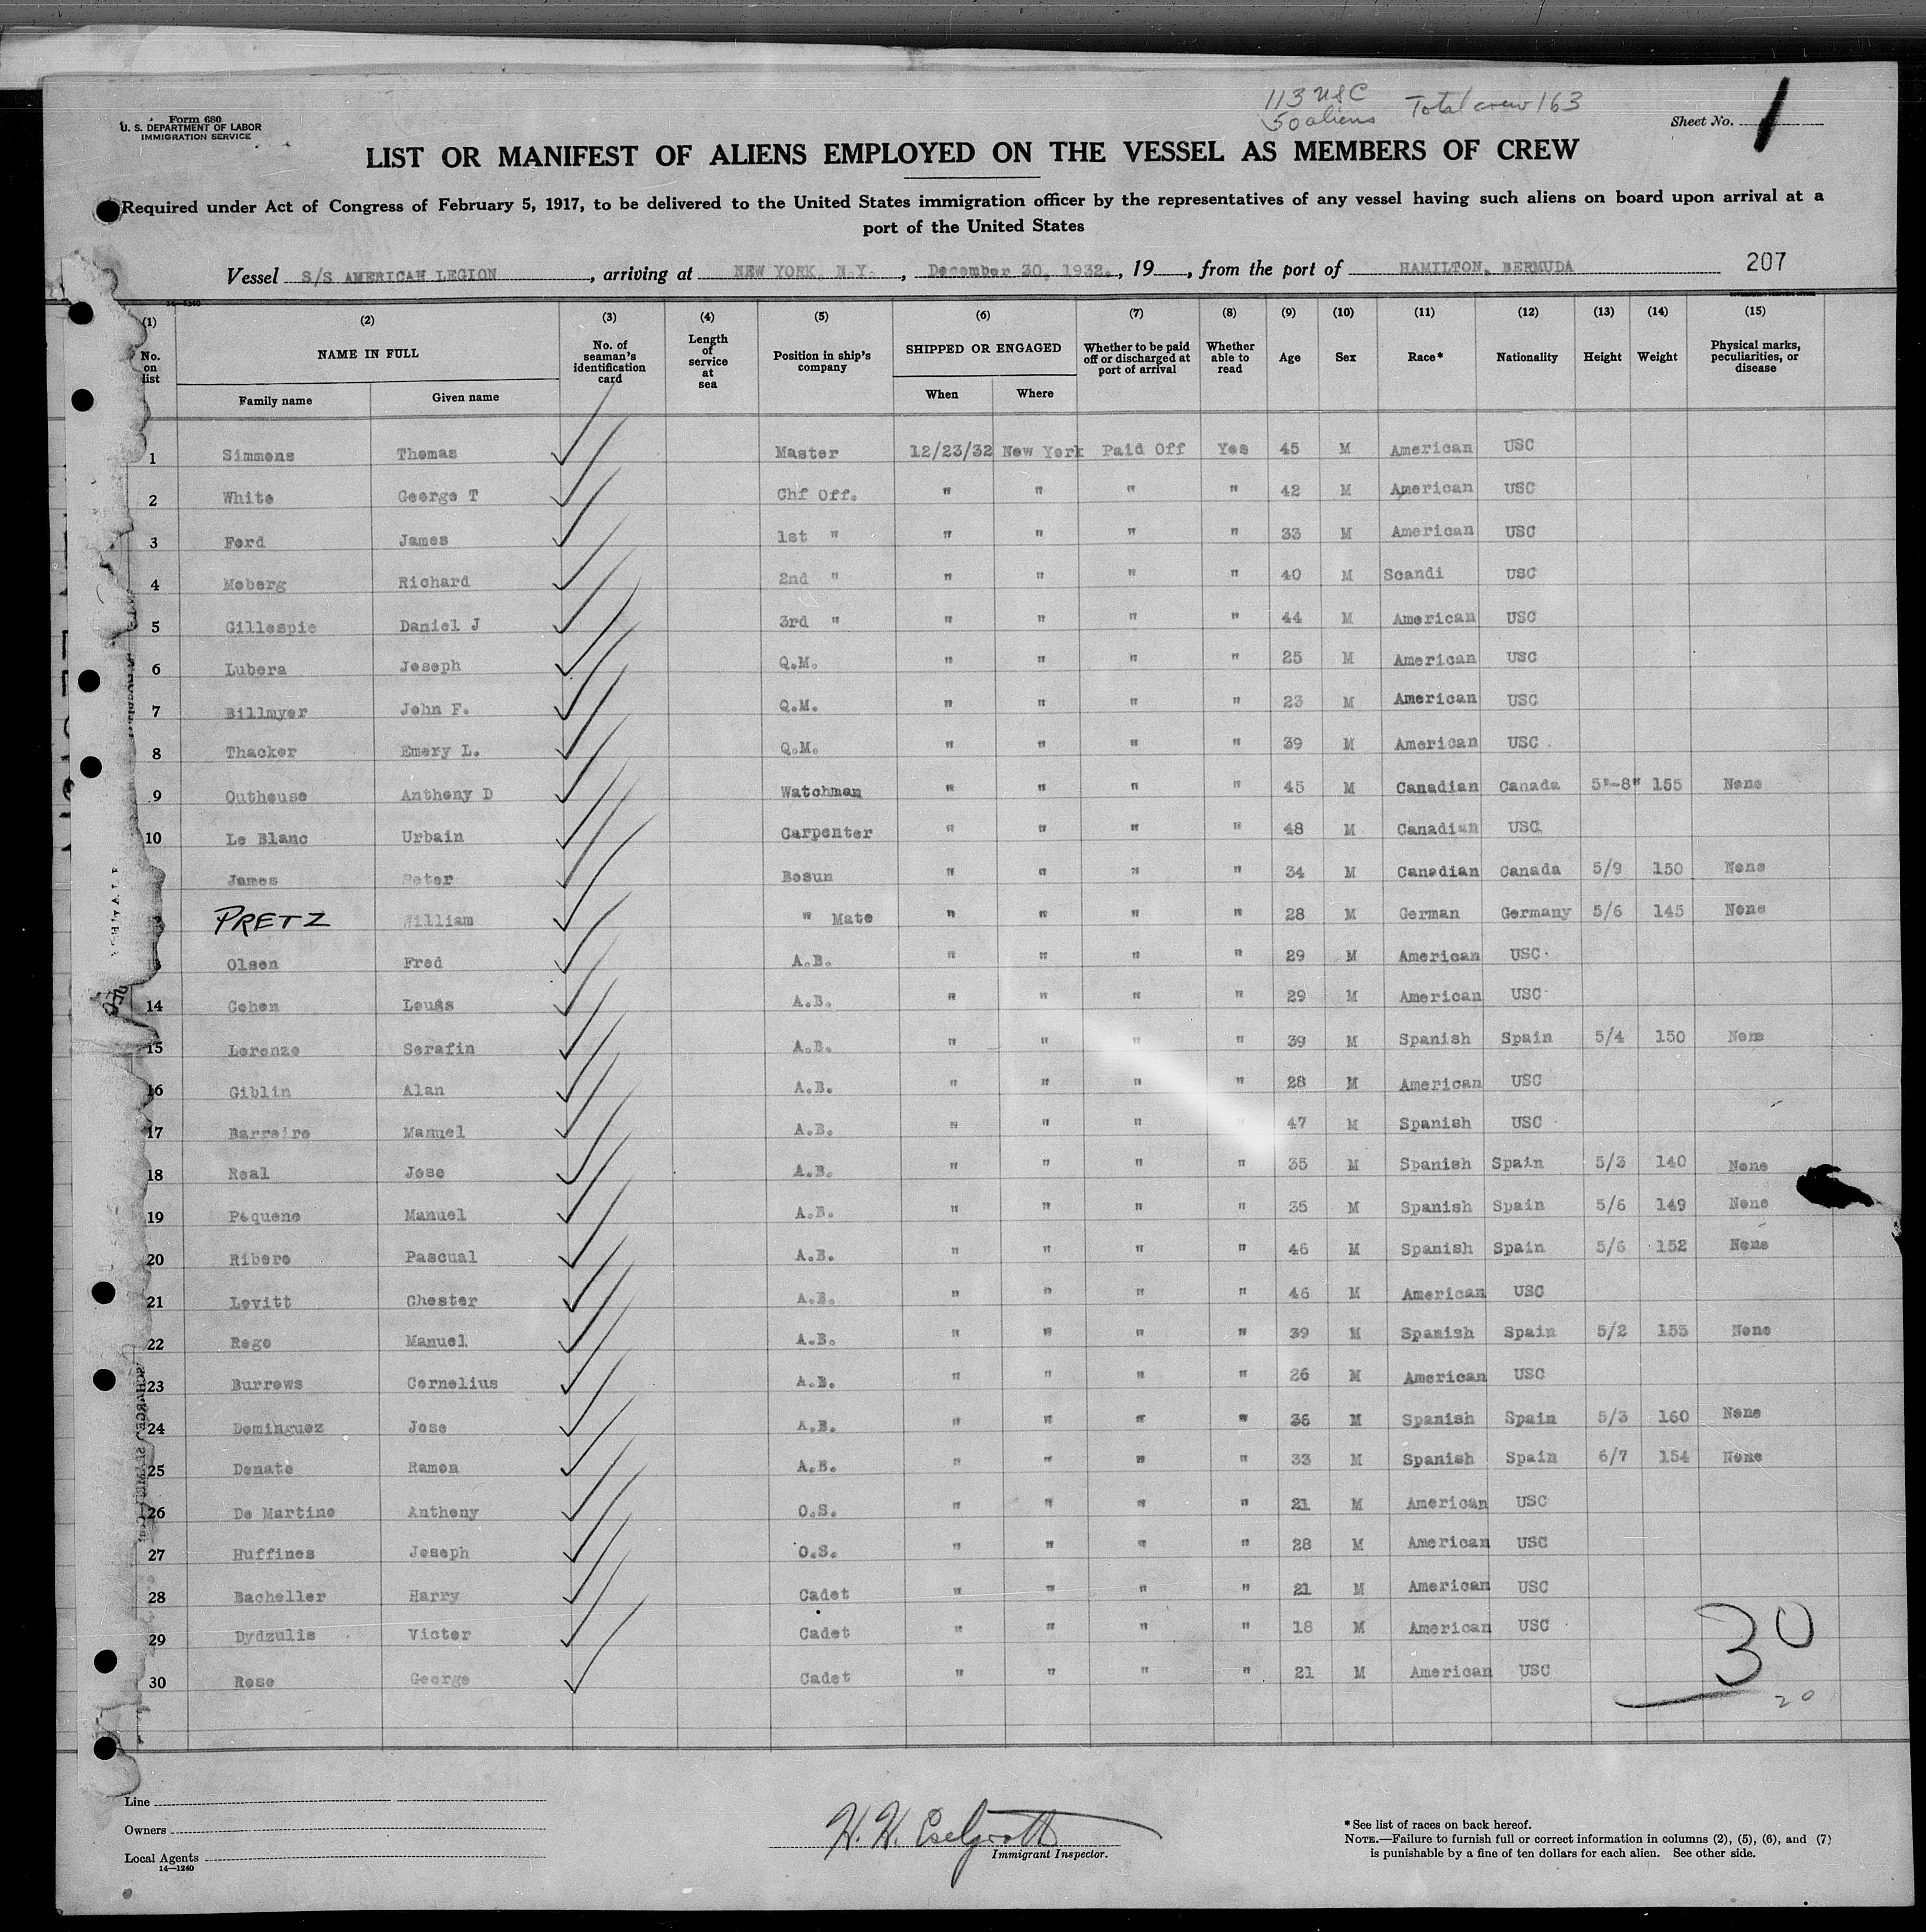 113 USC Total crew 163
50 aliens
Form 680
U. S. DEPARTMENT OF LABOR
IMMIGRATION SERVICE
Sheet No. 1
LIST OR MANIFEST OF ALIENS EMPLOYED ON THE VESSEL AS MEMBERS OF CREW
Required under Act of Congress of February 5, 1917, to be delivered to the United States immigration officer by the representatives of any vessel having such aliens on board upon arrival at a
port of the United States
Vessel S/S AMERICAN LEGION, arriving at NEW YORK N.Y., December 30, 1932., 19, from the port of HAMILTON, BERMUDA 207
14—1240
(1) (2) (3) (4) (5) (6) (7) (8) (9) (10) (11) (12) (13) (14) (15)
No. on list NAME IN FULL No. of seaman's identification card Length of service at sea Position in ship's company SHIPPED OR ENGAGED Whether to be paid off or discharged at port of arrival Whether able to read Age Sex Race* Nationality Height Weight Physical marks, peculiarities, or disease
Family name Given name When Where
1 Simmons Thomas Master 12/23/32 New York Paid Off Yes 45 M American USC
2 White George T Chf Off. " " " " 42 M American USC
3 Ford James 1st " " " " " 33 M American USC
4 Moberg Richard 2nd " " " " " 40 M Scandi USC
5 Gillespie Daniel J 3rd " " " " " 44 M American USC
6 Lubera Joseph Q.M. " " " " 25 M American USC
7 Billmyer John F. Q.M. " " " " 23 M American USC
8 Thacker Emery L. Q.M. " " " " 39 M American USC
9 Outhouse Anthony D Watchman " " " " 45 M Canadian Canada 5"-8" 155 None
10 Le Blanc Urbain Carpenter " " " " 48 M Canadian USC
James Peter Bosun " " " " 34 M Canadian Canada 5/9 150 None
PRETZ William " Mate " " " " 28 M German Germany 5/6 145 None
Olsen Fred A.B. " " " " 29 M American USC
14 Cohen Louis A.B. " " " " 29 M American USC
15 Lorenzo Serafin A.B. " " " " 39 M Spanish Spain 5/4 150 None
16 Giblin Alan A.B. " " " " 28 M American USC
17 Barreiro Manuel A.B. " " " 47 M Spanish USC
18 Real Jose A.B. " " " " 35 M Spanish Spain 5/3 140 None
19 Pequeno Manuel A.B. " " " " 35 M Spanish Spain 5/6 149 None
20 Ribero Pascual A.B. " " " " 46 M Spanish Spain 5/6 152 None
21 Levitt Chester A.B. " " " " 46 M American USC
22 Rego Manuel A.B. " " " " 39 M Spanish Spain 5/2 155 None
23 Burrows Cornelius A.B. " " " " 26 M American USC
24 Dominguez Jose A.B. " " " " 36 M Spanish Spain 5/3 160 None
25 Donato Ramon A.B. " " " " 33 M Spanish Spain 6/7 154 None
26 De Martino Anthony O.S. " " " " 21 M American USC
27 Huffines Joseph O.S. " " " " 28 M American USC
28 Bacheller Harry Cadet " " " " 21 M American USC
29 Dydzulis Victor Cadet " " " " 18 M American USC
30 Rose George Cadet " " " " 21 M American USC
30
20
Line
Owners
Local Agents
14—1240
H. H.
Immigrant Inspector.
* See list of races on back hereof.
NOTE.—Failure to furnish full or correct information in columns (2), (5), (6), and (7)
is punishable by a fine of ten dollars for each alien. See other side.